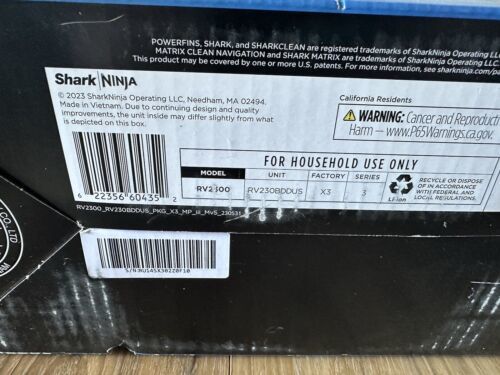 POWERFINS, SHARK, and SHARKCLEAN are registered trademarks of SharkNinja Operating LLC
MATRIX CLEAN NAVIGATION and SHARK MATRIX are trademarks of SharkNinja Operating LLC.
This product may be covered by one or more U.S. patents. For more information, see sharkninja.com/pa
Shark|NINJA
© 2023 SharkNinja Operating LLC, Needham, MA 02494.
Made in Vietnam. Due to continuing design and quality
improvements, the unit inside may differ slightly from what
is depicted on this box.
California Residents
WARNING: Cancer and Reproductiv
Harm – www.P65Warnings.ca.gov.
FOR HOUSEHOLD USE ONLY
MODEL UNIT FACTORY SERIES
RV2300 RV230BDDUS X3 3
Li-ion
RECYCLE OR DISPOSE
OF IN ACCORDANCE
WITH FEDERAL AND
LOCAL REGULATIONS.
6 22356 60435 2
RV2300_RV230BDDUS_PKG_X3_MP_Lil_Mv5_230531
CO.,LTD